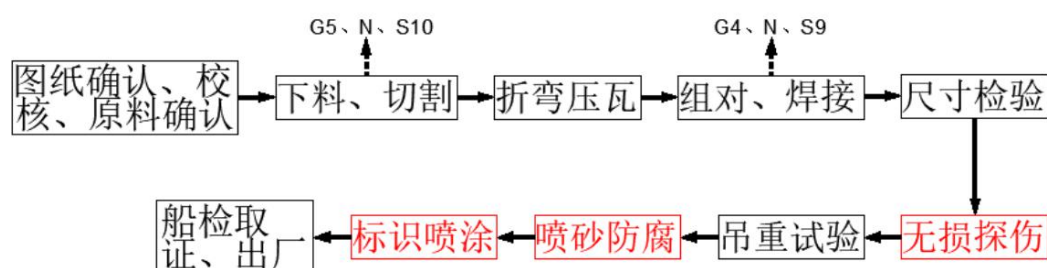 G5、N、S10
G4、N、S9
图纸确认、校
核、原料确认
下料、切割
折弯压瓦
组对、焊接
尺寸检验
无损探伤
吊重试验
喷砂防腐
标识喷涂
船检取
证、出厂